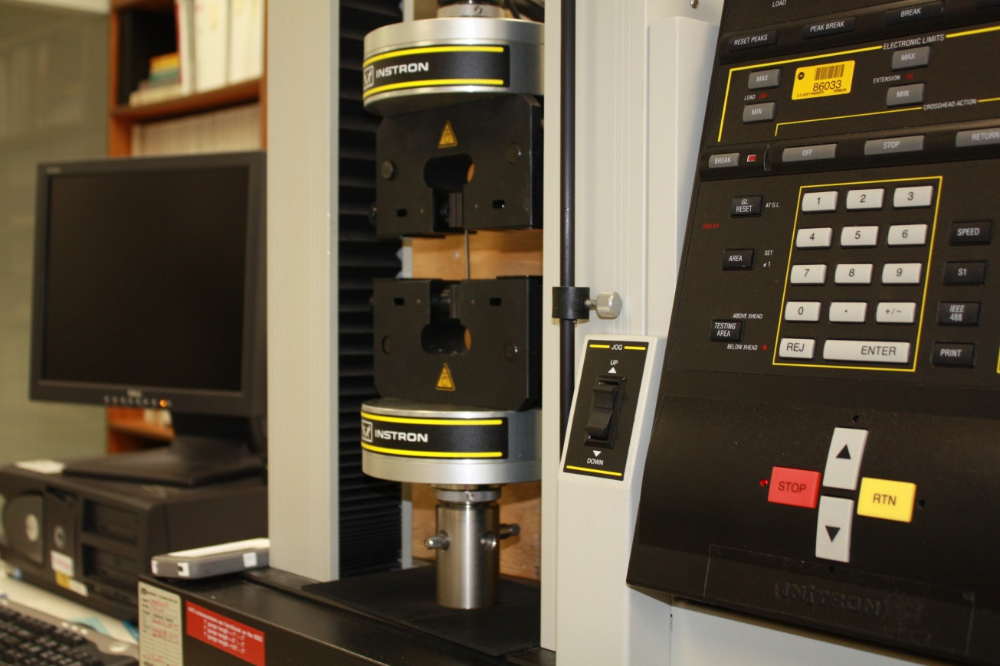 LOAD
BREAK
PEAK BREAK
RESET PEAKS
ELECTRONIC LIMITS
MAX
MAX
86033
EXTENSION
LOAD
MIN
MIN
CROSSHEAD ACTION
RETURN
STOP
OFF
BREAK
GL RESET
AT G.L.
1 2 3
4 5 6
7 8 9
0 . +/-
REJ ENTER
SPEED
AREA
SET
#1
S1
ABOVE XHEAD
TESTING AREA
BELOW XHEAD
IEEE 488
PRINT
STOP
RTN
INSTRON
INSTRON
INSTRON
JOG
UP
DOWN